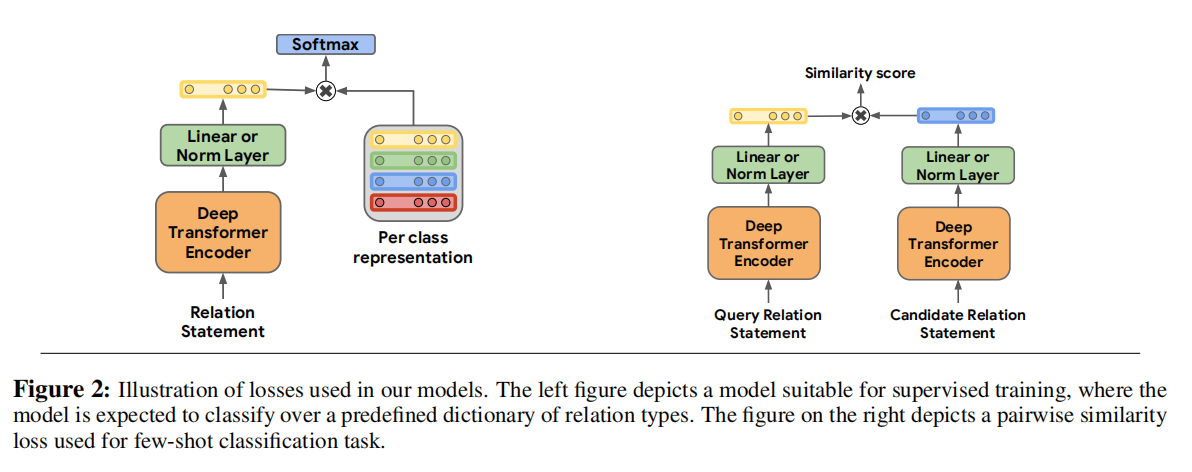 Softmax
Linear or
Norm Layer
Deep
Transformer
Encoder
Relation
Statement
Per class
representation
Similarity score
Linear or
Norm Layer
Deep
Transformer
Encoder
Query Relation
Statement
Linear or
Norm Layer
Deep
Transformer
Encoder
Candidate Relation
Statement
Figure 2: Illustration of losses used in our models. The left figure depicts a model suitable for supervised training, where the
model is expected to classify over a predefined dictionary of relation types. The figure on the right depicts a pairwise similarity
loss used for few-shot classification task.